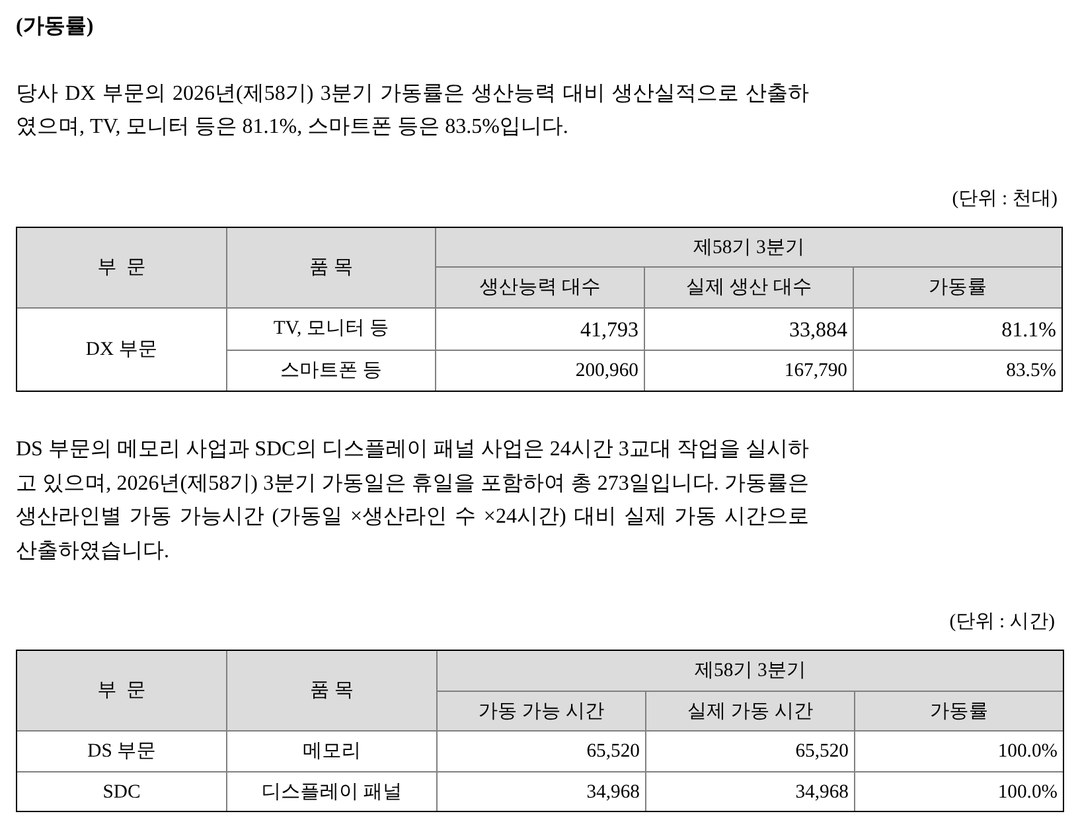 (가동률)
당사 DX 부문의 2026년(제58기) 3분기 가동률은 생산능력 대비 생산실적으로 산출하
였으며, TV, 모니터 등은 81.1%, 스마트폰 등은 83.5%입니다.
(단위 : 천대)
부 문 품 목 제58기 3분기
생산능력 대수 실제 생산 대수 가동률
DX 부문 TV, 모니터 등 41,793 33,884 81.1%
스마트폰 등 200,960 167,790 83.5%
DS 부문의 메모리 사업과 SDC의 디스플레이 패널 사업은 24시간 3교대 작업을 실시하
고 있으며, 2026년(제58기) 3분기 가동일은 휴일을 포함하여 총 273일입니다. 가동률은
생산라인별 가동 가능시간 (가동일 ×생산라인 수 ×24시간) 대비 실제 가동 시간으로
산출하였습니다.
(단위 : 시간)
부 문 품 목 제58기 3분기
가동 가능 시간 실제 가동 시간 가동률
DS 부문 메모리 65,520 65,520 100.0%
SDC 디스플레이 패널 34,968 34,968 100.0%